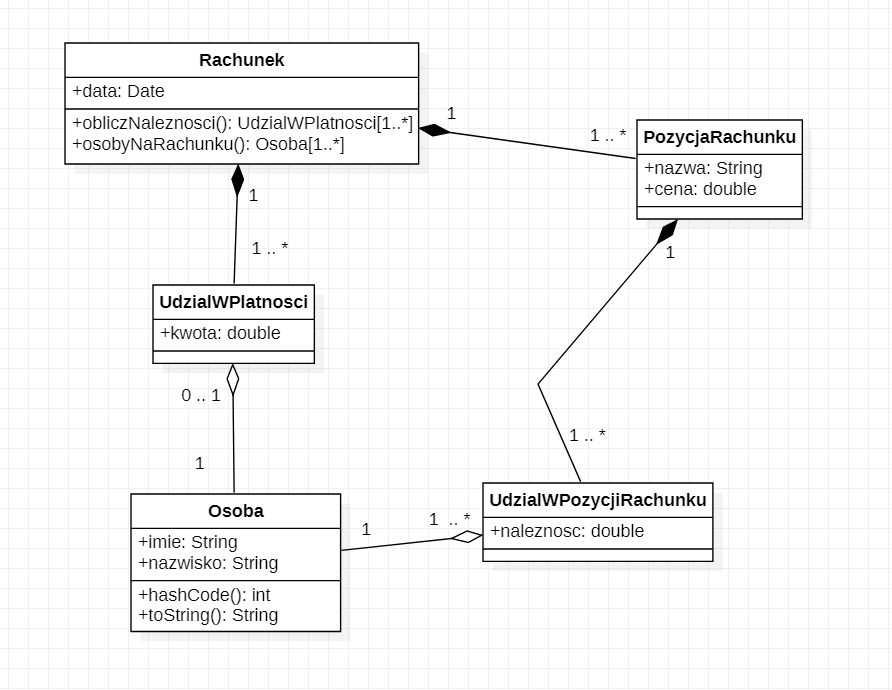 Rachunek
+data: Date
+obliczNaleznosci(): UdzialWPlatnosci[1..*]
+osobyNaRachunku(): Osoba[1..*]
1
1 .. *
PozycjaRachunku
+nazwa: String
+cena: double
1
1 .. *
1
UdzialWPlatnosci
+kwota: double
0 .. 1
1
1 .. *
Osoba
+imie: String
+nazwisko: String
+hashCode(): int
+toString(): String
1
1 .. *
UdzialWPozycjiRachunku
+naleznosc: double